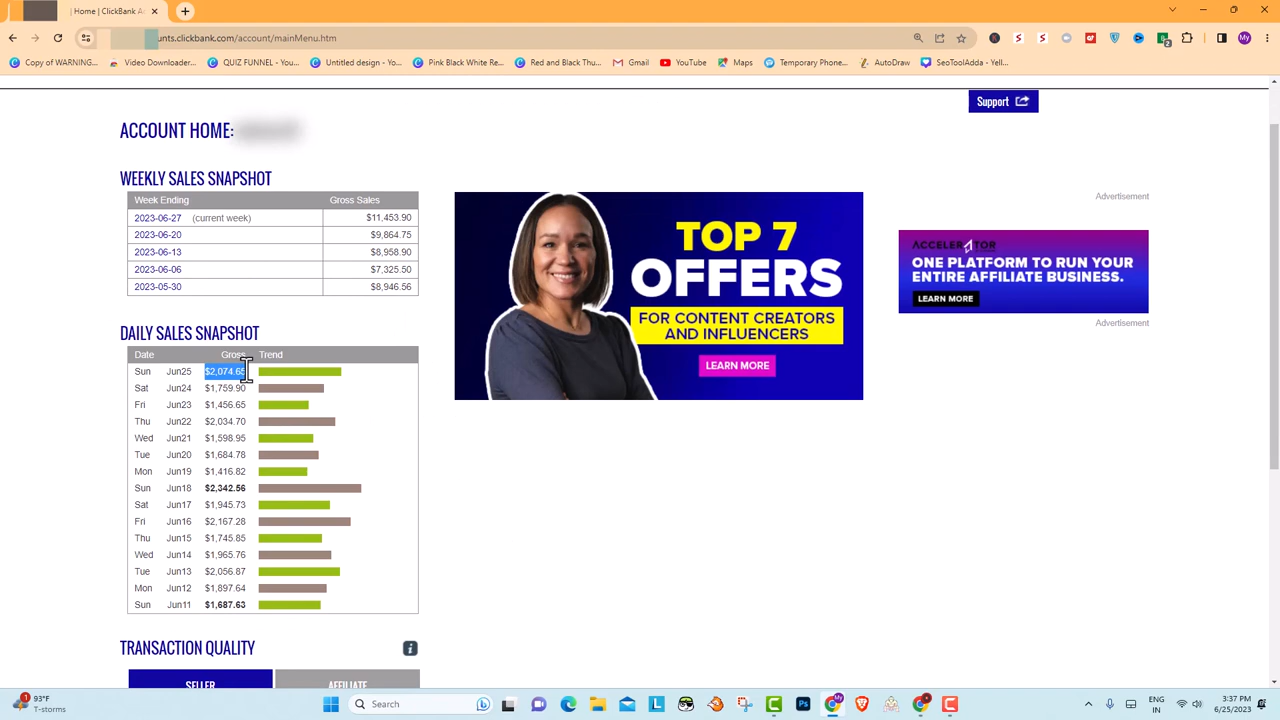 Home | ClickBank Acc
unts.clickbank.com/account/mainMenu.htm
Copy of WARNING... Video Downloader... QUIZ FUNNEL - You... Untitled design - Yo... Pink Black White Re... Red and Black Thu... Gmail YouTube Maps Temporary Phone... AutoDraw SeoToolAdda - Yell...
Support
ACCOUNT HOME:
WEEKLY SALES SNAPSHOT
Week Ending Gross Sales
2023-06-27 (current week) $11,453.90
2023-06-20 $9,864.75
2023-06-13 $8,958.90
2023-06-06 $7,325.50
2023-05-30 $8,946.56
TOP 7
OFFERS
FOR CONTENT CREATORS
AND INFLUENCERS
LEARN MORE
Advertisement
ACCELERATOR
ONE PLATFORM TO RUN YOUR
ENTIRE AFFILIATE BUSINESS.
LEARN MORE
Advertisement
DAILY SALES SNAPSHOT
Date Gross Trend
Sun Jun25 $2,074.65
Sat Jun24 $1,759.90
Fri Jun23 $1,456.65
Thu Jun22 $2,034.70
Wed Jun21 $1,598.95
Tue Jun20 $1,684.78
Mon Jun19 $1,416.82
Sun Jun18 $2,342.56
Sat Jun17 $1,945.73
Fri Jun16 $2,167.28
Thu Jun15 $1,745.85
Wed Jun14 $1,965.76
Tue Jun13 $2,056.87
Mon Jun12 $1,897.64
Sun Jun11 $1,687.63
TRANSACTION QUALITY
SELLER AFFILIATE
93°F
T-storms
Search
ENG
IN
3:37 PM
6/25/2023